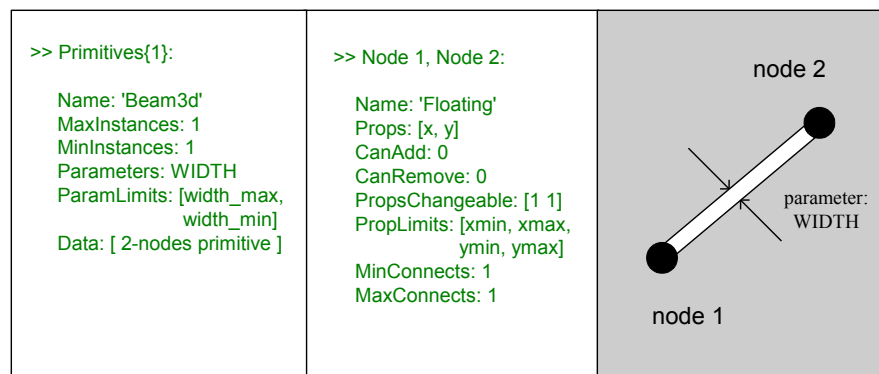 >> Primitives{1}:
Name: 'Beam3d'
MaxInstances: 1
MinInstances: 1
Parameters: WIDTH
ParamLimits: [width_max,
width_min]
Data: [ 2-nodes primitive ]
>> Node 1, Node 2:
Name: 'Floating'
Props: [x, y]
CanAdd: 0
CanRemove: 0
PropsChangeable: [1 1]
PropLimits: [xmin, xmax,
ymin, ymax]
MinConnects: 1
MaxConnects: 1
node 2
parameter:
WIDTH
node 1